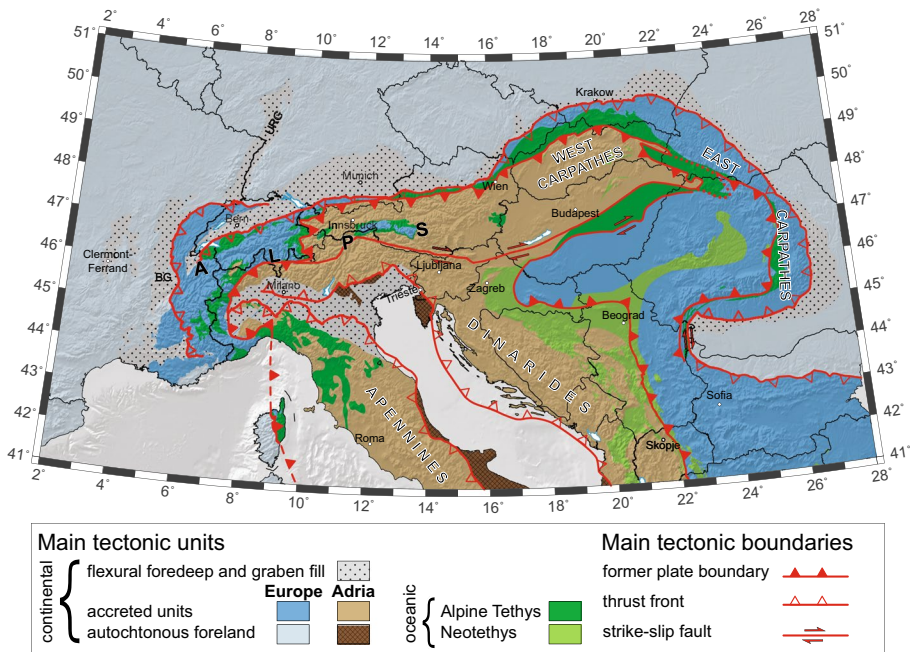 2° 4° 6° 8° 10° 12° 14° 16° 18° 20° 22° 24° 26° 28°
51° 51°
50° 50°
49° 49°
48° 48°
47° 47°
46° 46°
45° 45°
44° 44°
43° 43°
42° 42°
41° 41°
2° 4° 6° 8° 10° 12° 14° 16° 18° 20° 22° 24° 26° 28°
Krakow
URG
EAST
WEST
CARPATHES
Munich
Wien
Bern
Innsbruck
Budapest
CARPATHES
A L P S
Clermont-
Ferrand
BG
Ljubljana
Milano
Trieste
Zagreb
Beograd
DINARIDES
Sofia
APENNINES
Roma
Skopje
Main tectonic units
continental
flexural foredeep and graben fill
Europe Adria
accreted units
autochtonous foreland
oceanic
Alpine Tethys
Neotethys
Main tectonic boundaries
former plate boundary
thrust front
strike-slip fault